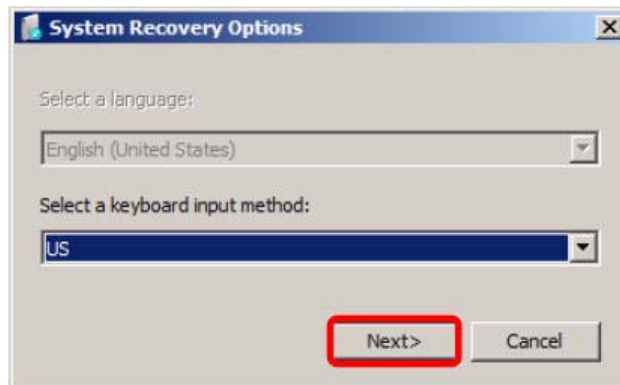 System Recovery Options
Select a language:
English (United States)
Select a keyboard input method:
US
Next> Cancel